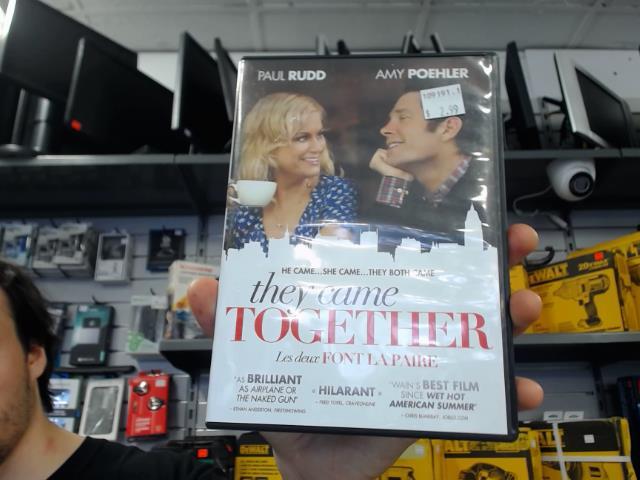 PAUL RUDD AMY POEHLER
109191.1
$ 2.99
HE CAME...SHE CAME...THEY BOTH CAME
they came
TOGETHER
Les deux FONT LA PAIRE
"AS BRILLIANT
AS AIRPLANE OR
THE NAKED GUN"
"HILARANT"
"WAIN'S BEST FILM
SINCE WET HOT
AMERICAN SUMMER"
DEWALT